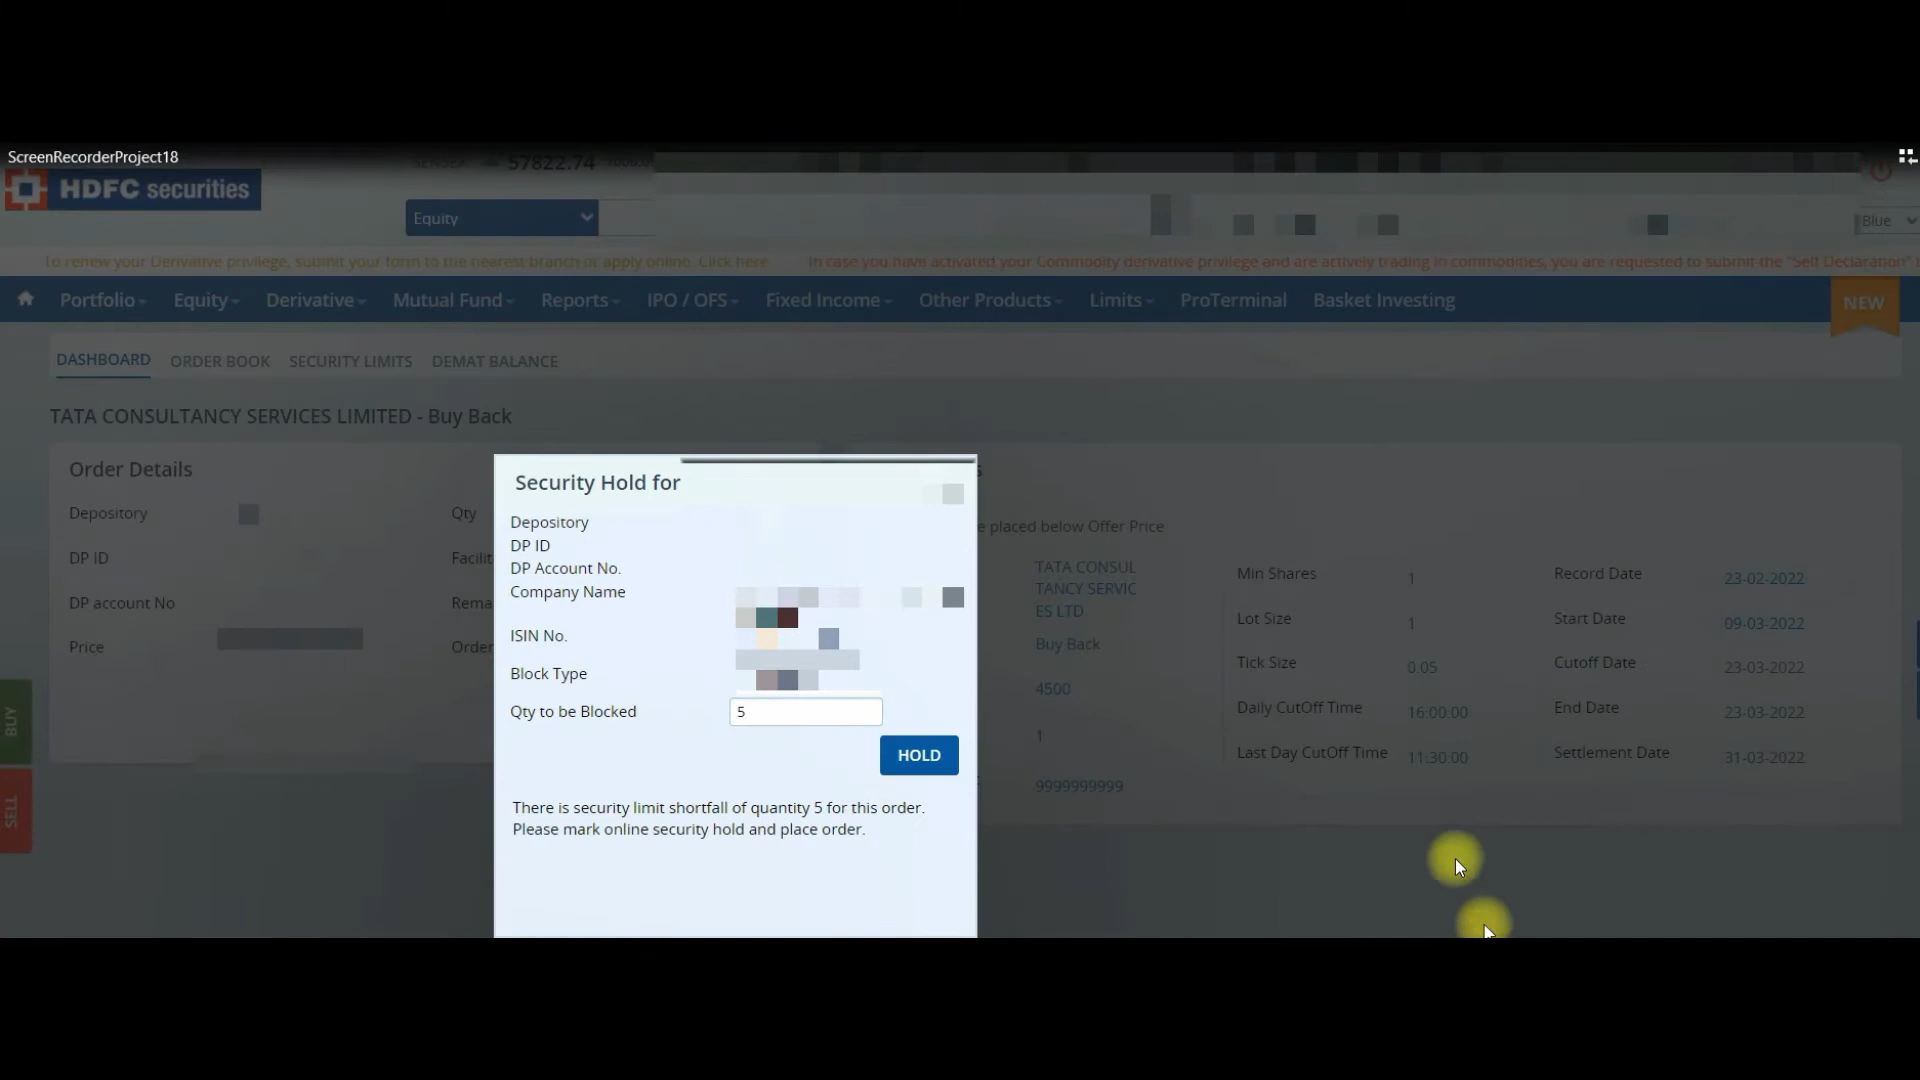 ScreenRecorderProject18
SENSEX 57822.74
HDFC securities
Equity
Blue
To renew your Derivative privilege, submit your form to the nearest branch or apply online. Click here In case you have activated your Commodity derivative privilege and are actively trading in commodities, you are requested to submit the "Self Declaration"
Portfolio Equity Derivative Mutual Fund Reports IPO / OFS Fixed Income Other Products Limits ProTerminal Basket Investing NEW
DASHBOARD ORDER BOOK SECURITY LIMITS DEMAT BALANCE
TATA CONSULTANCY SERVICES LIMITED - Buy Back
Order Details
Depository
Qty
DP ID
DP account No
Price
Order
BUY
SELL
Security Hold for
Depository
DP ID
DP Account No.
Company Name
ISIN No.
Block Type
Qty to be Blocked 5
HOLD
There is security limit shortfall of quantity 5 for this order.
Please mark online security hold and place order.
placed below Offer Price
TATA CONSUL
TANCY SERVIC
ES LTD
Buy Back
4500
1
9999999999
Min Shares 1 Record Date 23-02-2022
Lot Size 1 Start Date 09-03-2022
Tick Size 0.05 Cutoff Date 23-03-2022
Daily CutOff Time 16:00:00 End Date 23-03-2022
Last Day CutOff Time 11:30:00 Settlement Date 31-03-2022